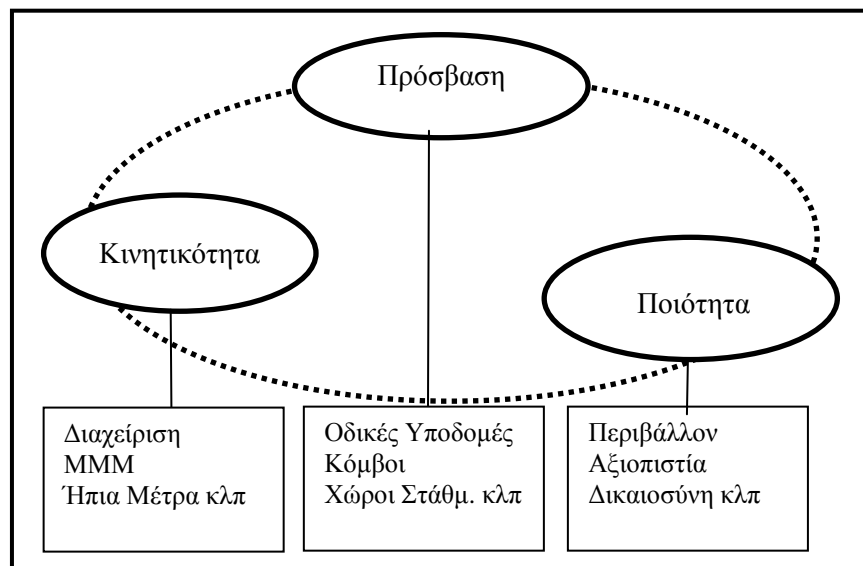 Πρόσβαση
Κινητικότητα
Ποιότητα
Διαχείριση
ΜΜΜ
Ήπια Μέτρα κλπ
Οδικές Υποδομές
Κόμβοι
Χώροι Στάθμ. κλπ
Περιβάλλον
Αξιοπιστία
Δικαιοσύνη κλπ